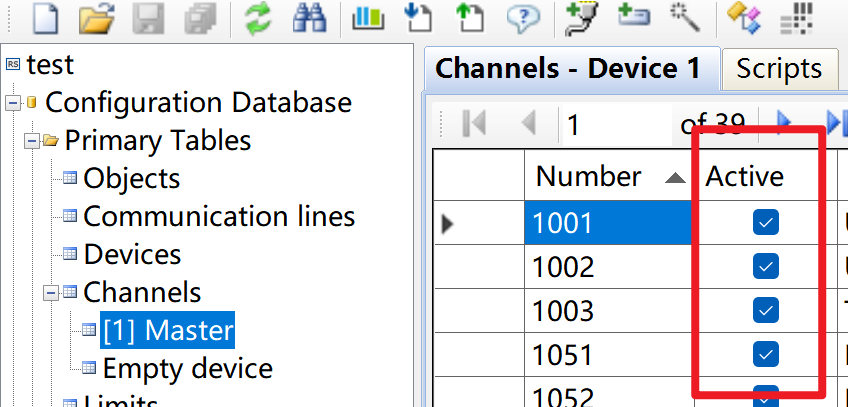 test
Configuration Database
Primary Tables
Objects
Communication lines
Devices
Channels
[1] Master
Empty device
Limits
Channels - Device 1
Scripts
1 of 39
Number Active
1001
1002
1003
1051
1052